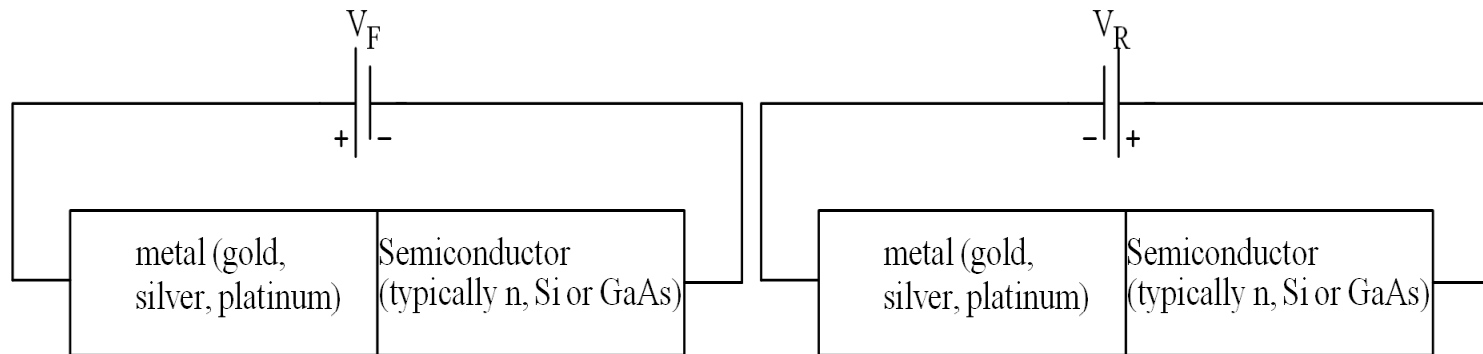 V_F
+ −
metal (gold,
silver, platinum)
Semiconductor
(typically n, Si or GaAs)
V_R
− +
metal (gold,
silver, platinum)
Semiconductor
(typically n, Si or GaAs)